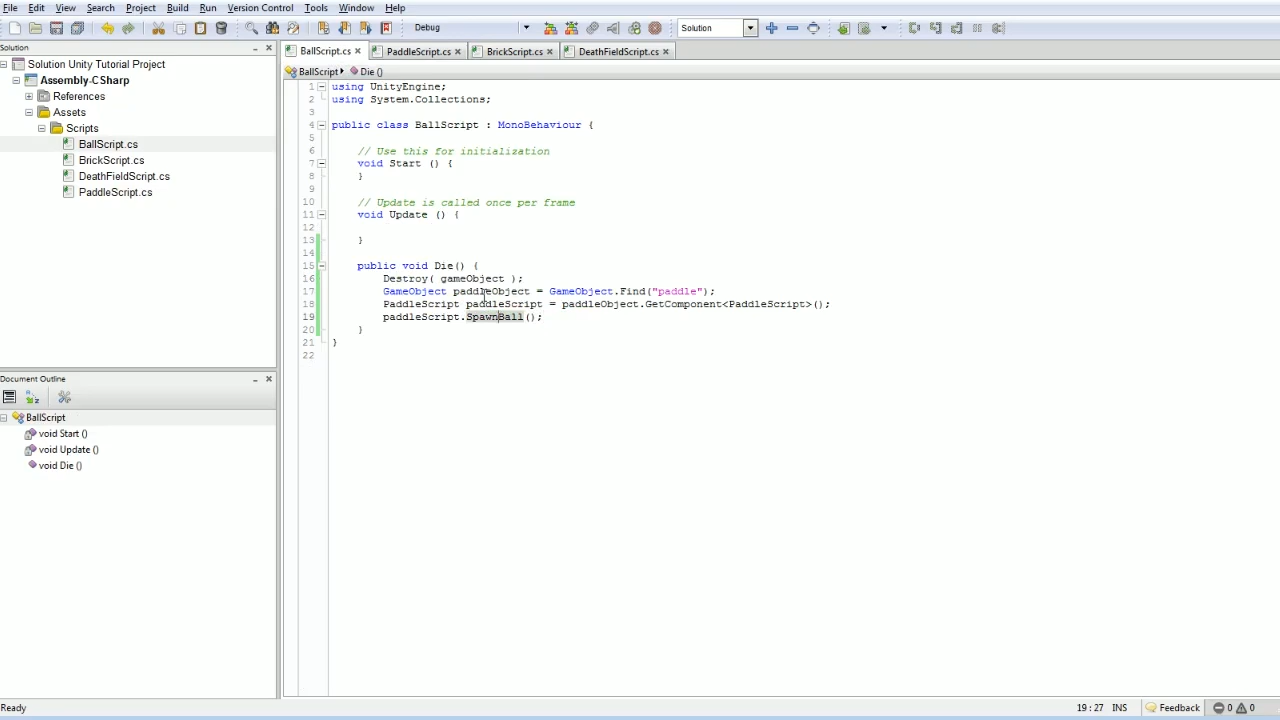 File Edit View Search Project Build Run Version Control Tools Window Help
Debug
Solution
Solution
BallScript.cs
PaddleScript.cs
BrickScript.cs
DeathFieldScript.cs
Solution Unity Tutorial Project
Assembly-CSharp
References
Assets
Scripts
BallScript.cs
BrickScript.cs
DeathFieldScript.cs
PaddleScript.cs
BallScript Die ()
1 using UnityEngine;
2 using System.Collections;
3
4 public class BallScript : MonoBehaviour {
5
6 // Use this for initialization
7 void Start () {
8 }
9
10 // Update is called once per frame
11 void Update () {
12
13 }
14
15 public void Die() {
16 Destroy( gameObject );
17 GameObject paddleObject = GameObject.Find("paddle");
18 PaddleScript paddleScript = paddleObject.GetComponent<PaddleScript>();
19 paddleScript.SpawnBall();
20 }
21 }
22
Document Outline
BallScript
void Start ()
void Update ()
void Die ()
Ready
19 : 27 INS Feedback 0 0